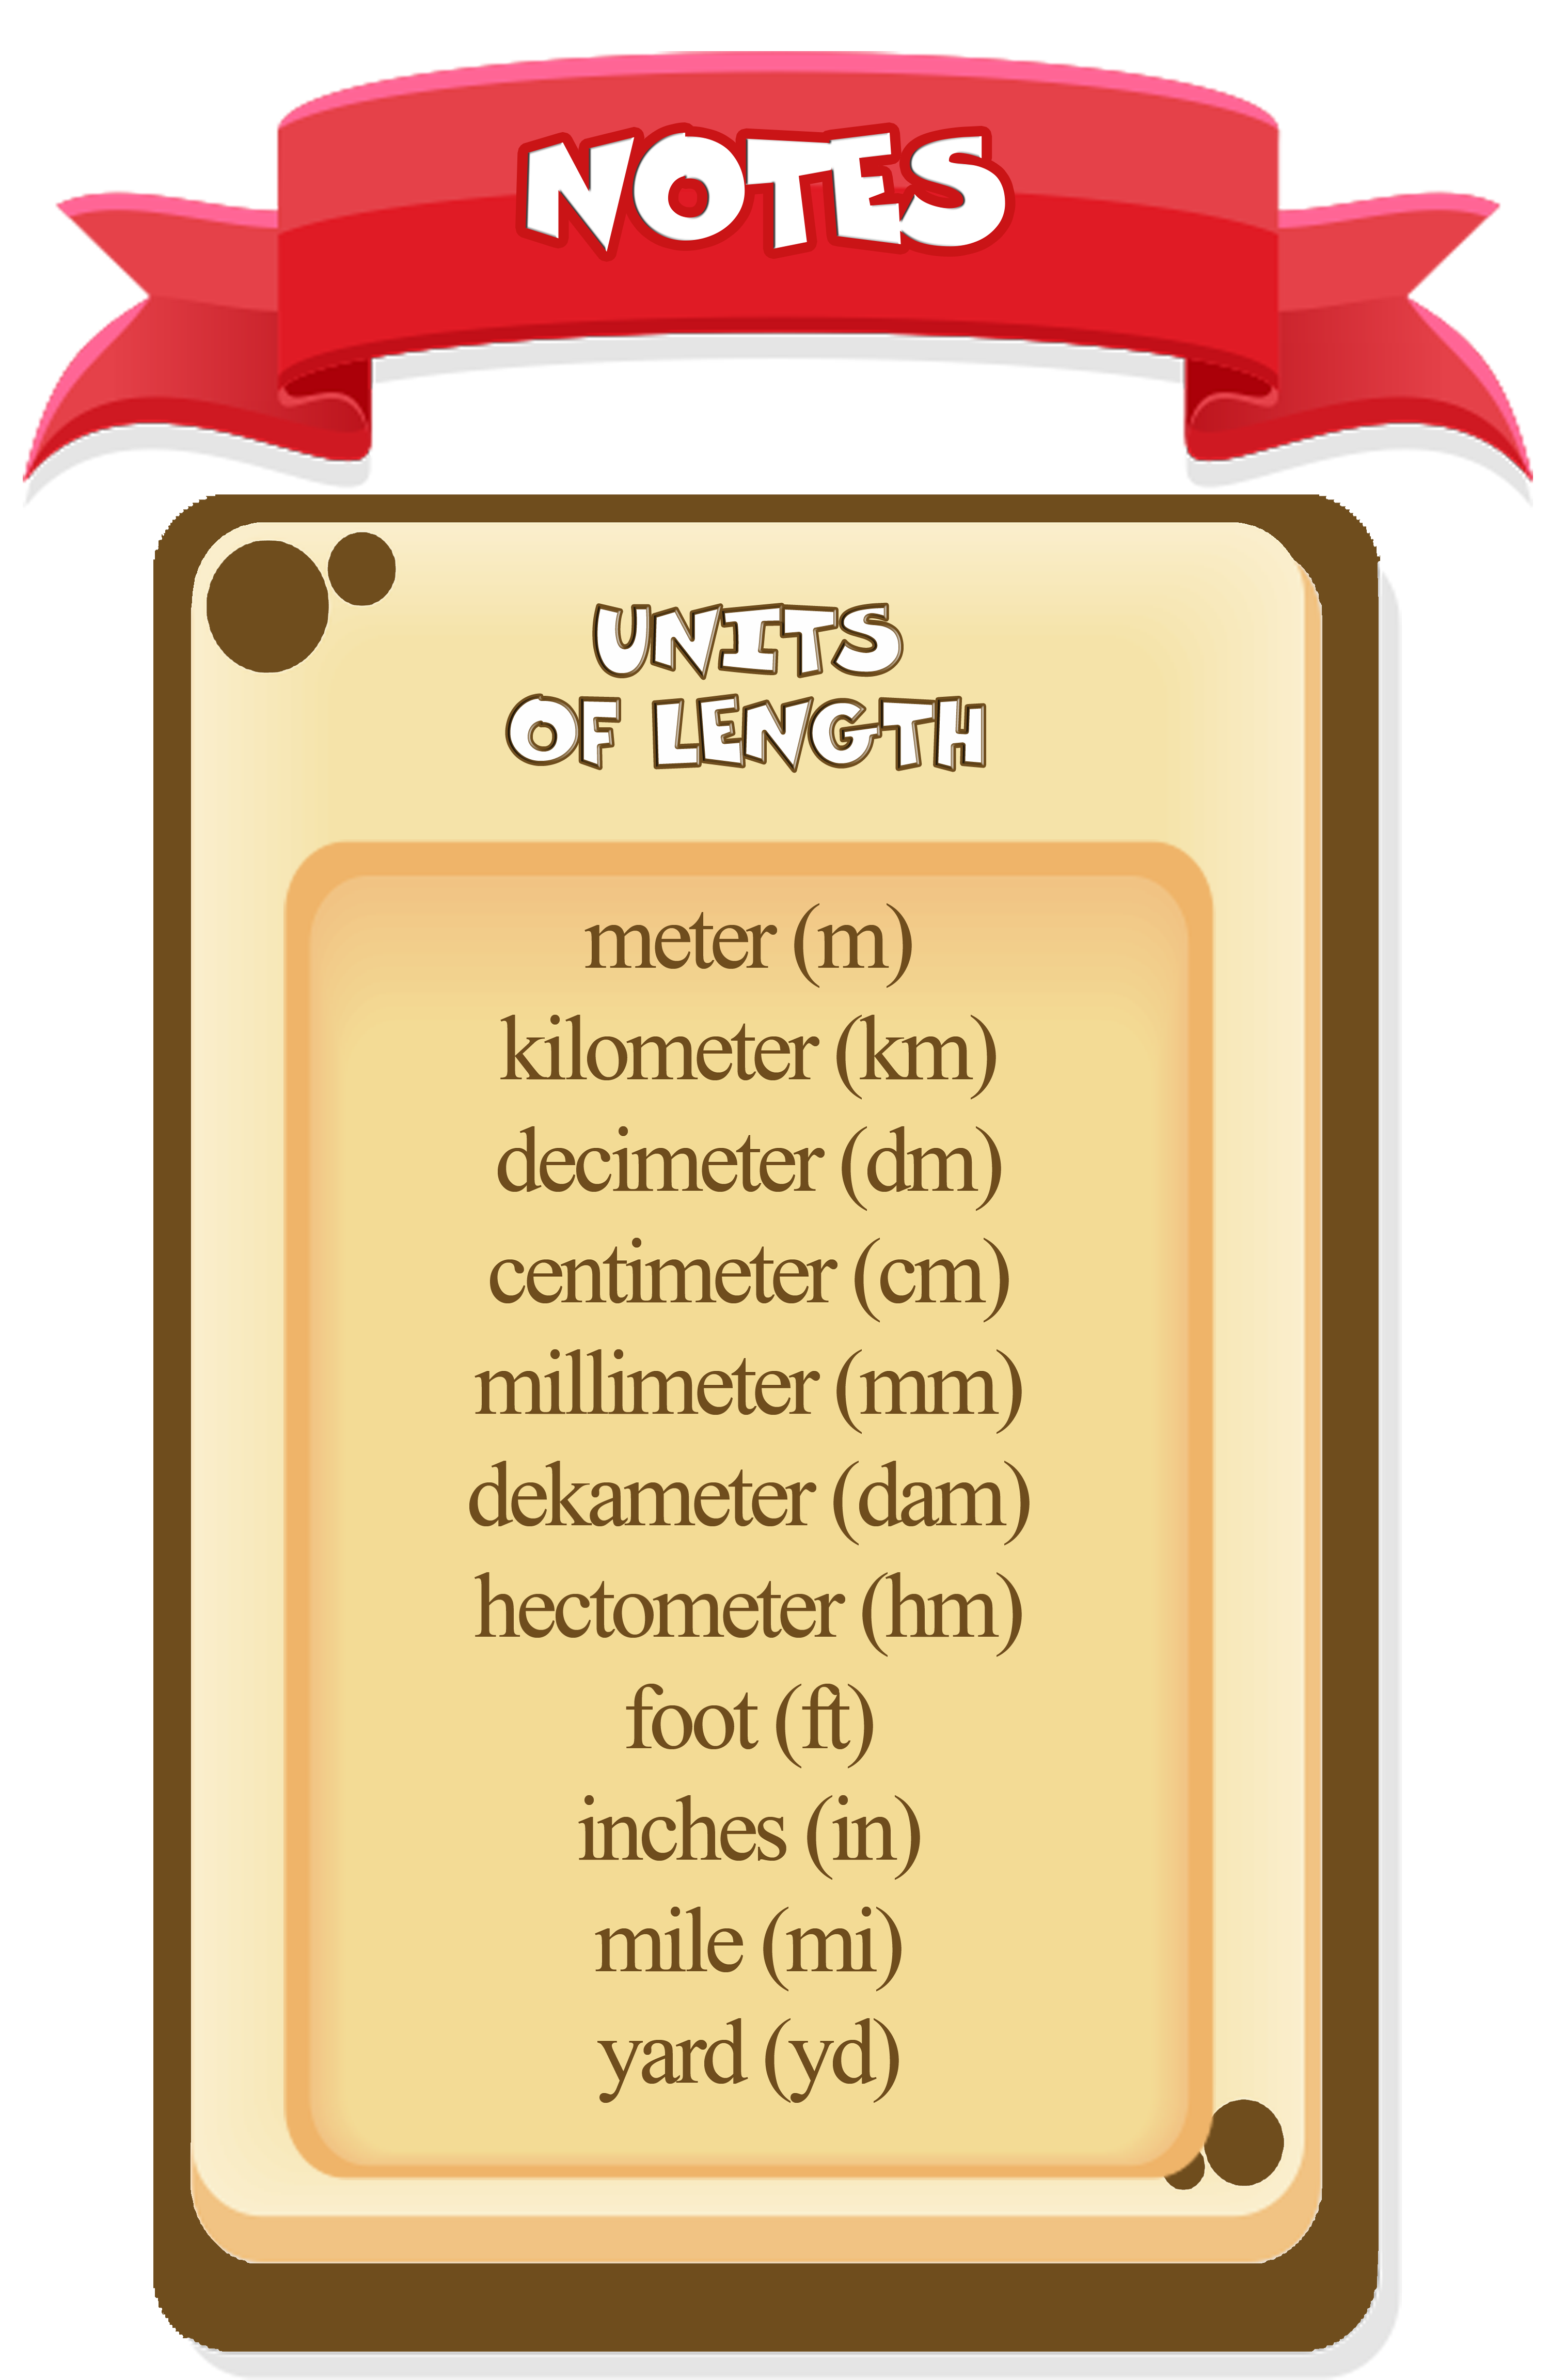 NOTES
UNITS
OF LENGTH
meter (m)
kilometer (km)
decimeter (dm)
centimeter (cm)
millimeter (mm)
dekameter (dam)
hectometer (hm)
foot (ft)
inches (in)
mile (mi)
yard (yd)